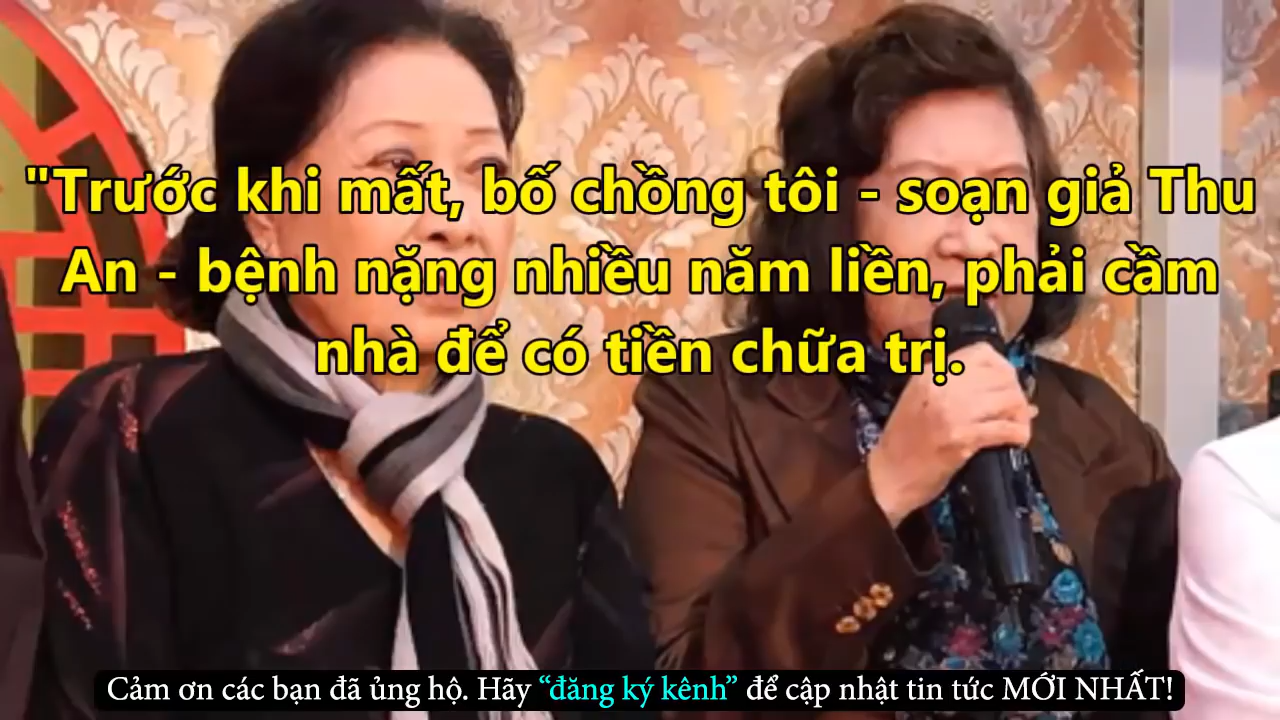 "Trước khi mất, bố chồng tôi - soạn giả Thu
An - bệnh nặng nhiều năm liền, phải cầm
nhà để có tiền chữa trị.
Cảm ơn các bạn đã ủng hộ. Hãy “đăng ký kênh” để cập nhật tin tức MỚI NHẤT!